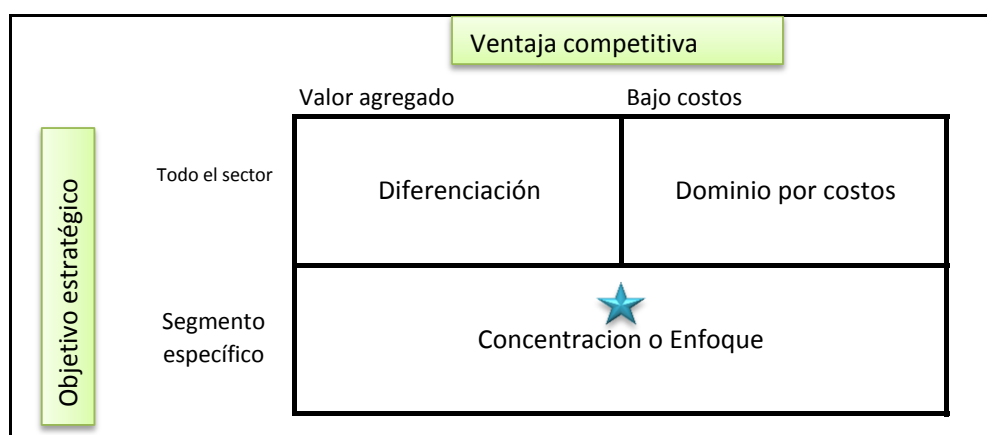 Ventaja competitiva
Valor agregado
Bajo costos
Objetivo estratégico
Todo el sector
Diferenciación
Dominio por costos
Segmento
específico
Concentracion o Enfoque